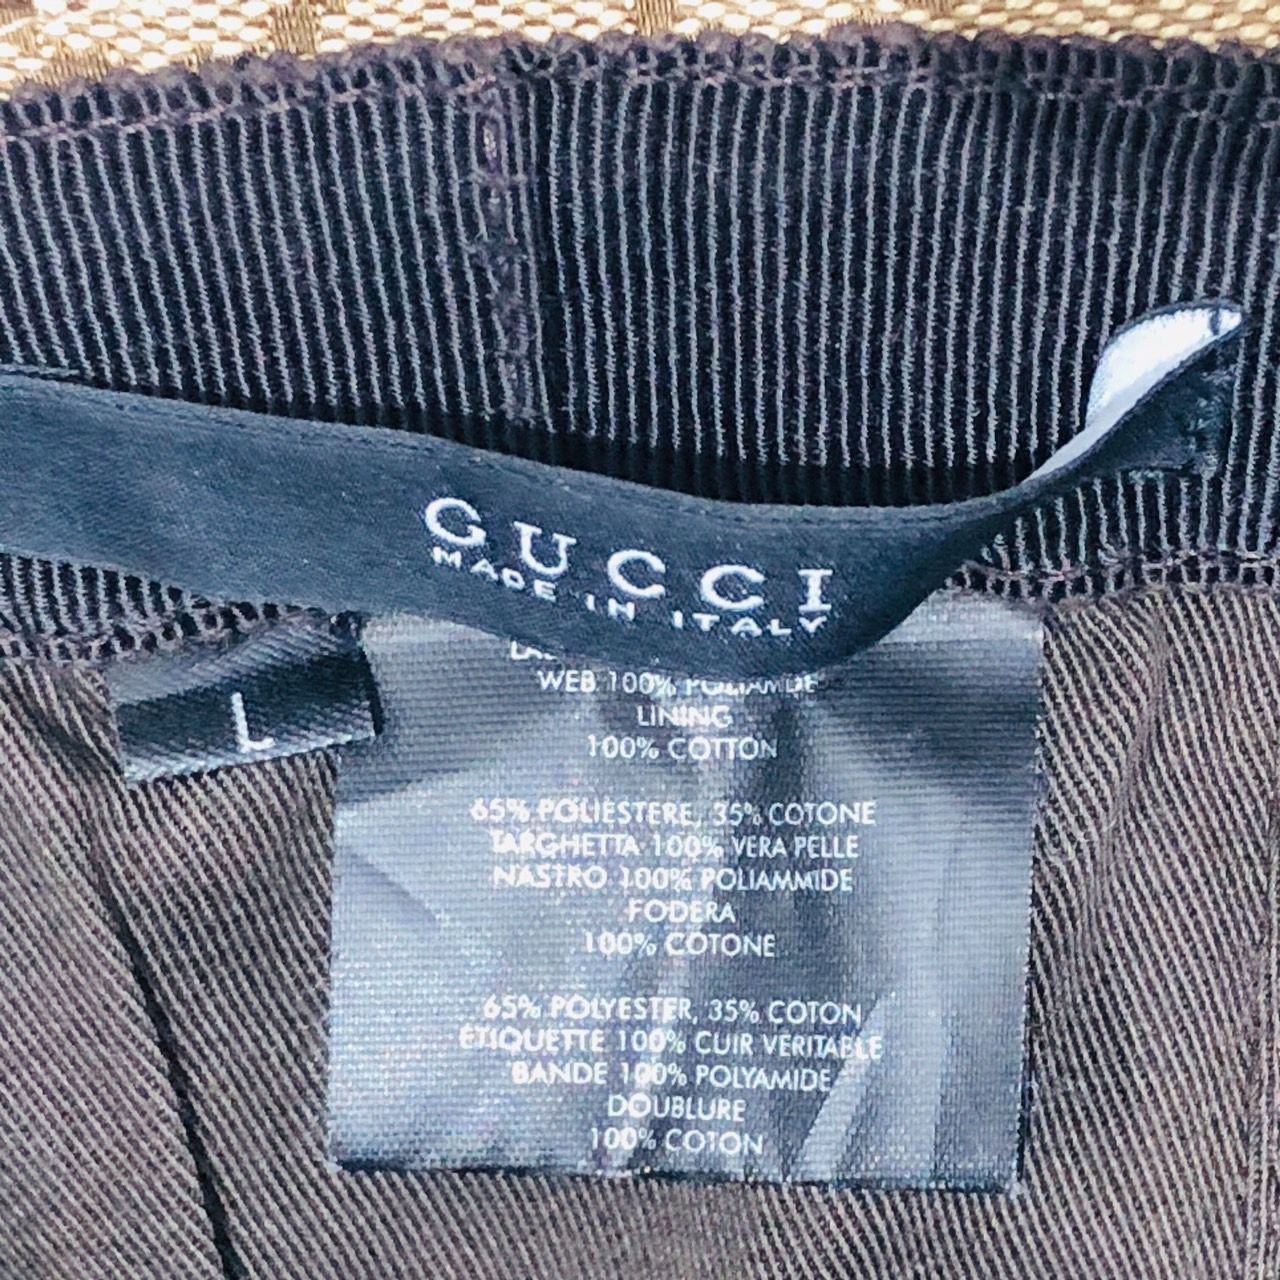 GUCCI
MADE IN ITALY
L
WEB 100% POLIAMIDE
LINING
100% COTTON
65% POLIESTERE, 35% COTONE
TARGHETTA 100% VERA PELLE
NASTRO 100% POLIAMMIDE
FODERA
100% COTONE
65% POLYESTER, 35% COTON
ETIQUETTE 100% CUIR VERITABLE
BANDE 100% POLYAMIDE
DOUBLURE
100% COTON